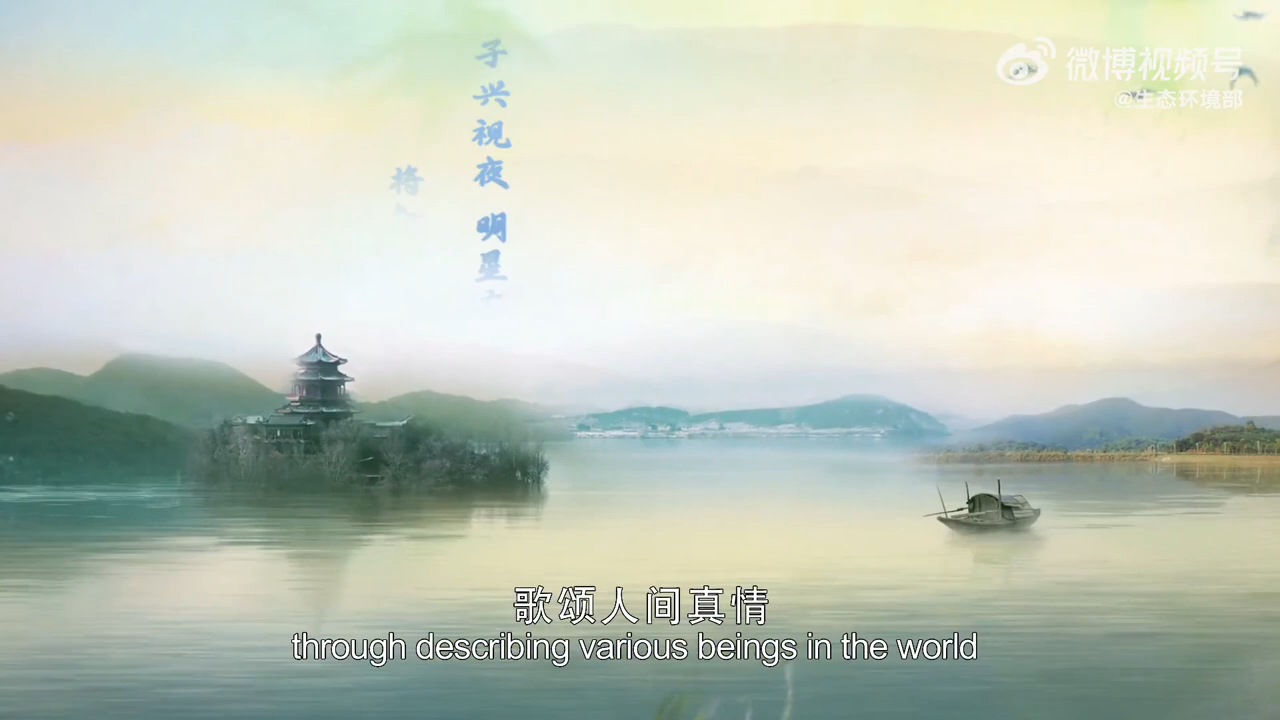 微博视频号
@生态环境部
子兴视夜 明星
将
歌颂人间真情
through describing various beings in the world